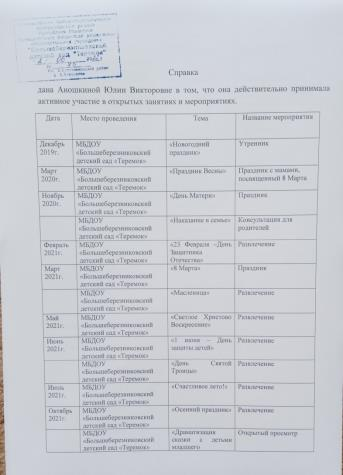 детский сад "Теремок"
Справка
дана Аношкиной Юлии Викторовне в том, что она действительно принимала
активное участие в открытых занятиях и мероприятиях.
Дата Место проведения Тема Название мероприятия
Декабрь 2019г. МБДОУ «Большеберезниковский детский сад «Теремок» «Новогодний праздник» Утренник
Март 2020г. МБДОУ «Большеберезниковский детский сад «Теремок» «Праздник Весны» Праздник с мамами, посвященный 8 Марта
Ноябрь 2020г. МБДОУ «Большеберезниковский детский сад «Теремок» «День Матери» Праздник
МБДОУ «Большеберезниковский детский сад «Теремок» «Наказание в семье» Консультация для родителей
Февраль 2021г. МБДОУ «Большеберезниковский детский сад «Теремок» «23 Февраля –День Защитника Отечества» Развлечение
Март 2021г. МБДОУ «Большеберезниковский детский сад «Теремок» «8 Марта» Праздник
МБДОУ «Большеберезниковский детский сад «Теремок» «Масленица» Развлечение
Май 2021г. МБДОУ «Большеберезниковский детский сад «Теремок» «Светлое Христово Воскресение» Развлечение
Июнь 2021г. МБДОУ «Большеберезниковский детский сад «Теремок» «1 июня – День защиты детей» Развлечение
МБДОУ «Большеберезниковский детский сад «Теремок» «День Святой Троицы» Развлечение
Июль 2021г. МБДОУ «Большеберезниковский детский сад «Теремок» «Счастливое лето!» Развлечение
Октябрь 2021г. МБДОУ «Большеберезниковский детский сад «Теремок» «Осенний праздник» Развлечение
МБДОУ «Большеберезниковский детский сад «Теремок» «Драматизация сказки с детьми младшего Открытый просмотр